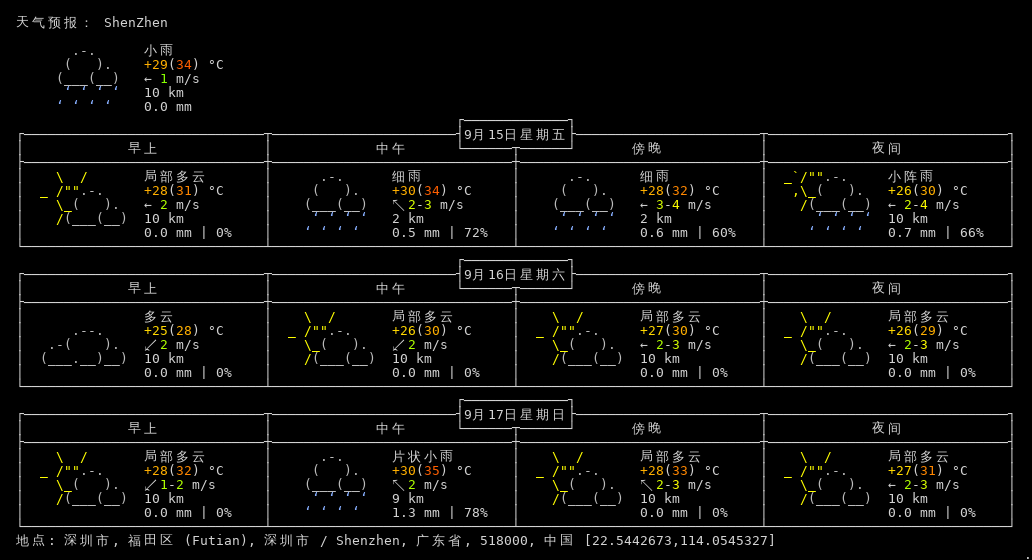 天气预报: ShenZhen
小雨
+29(34) °C
← 1 m/s
10 km
0.0 mm
9月15日星期五
早上 中午 傍晚 夜间
局部多云 细雨 细雨 小阵雨
+28(31) °C +30(34) °C +28(32) °C +26(30) °C
← 2 m/s ↖ 2-3 m/s ← 3-4 m/s ← 2-4 m/s
10 km 2 km 2 km 10 km
0.0 mm | 0% 0.5 mm | 72% 0.6 mm | 60% 0.7 mm | 66%
9月16日星期六
早上 中午 傍晚 夜间
多云 局部多云 局部多云 局部多云
+25(28) °C +26(30) °C +27(30) °C +26(29) °C
↙ 2 m/s ↙ 2 m/s ← 2-3 m/s ← 2-3 m/s
10 km 10 km 10 km 10 km
0.0 mm | 0% 0.0 mm | 0% 0.0 mm | 0% 0.0 mm | 0%
9月17日星期日
早上 中午 傍晚 夜间
局部多云 片状小雨 局部多云 局部多云
+28(32) °C +30(35) °C +28(33) °C +27(31) °C
↙ 1-2 m/s ↖ 2 m/s ↖ 2-3 m/s ← 2-3 m/s
10 km 9 km 10 km 10 km
0.0 mm | 0% 1.3 mm | 78% 0.0 mm | 0% 0.0 mm | 0%
地点: 深圳市, 福田区 (Futian), 深圳市 / Shenzhen, 广东省, 518000, 中国 [22.5442673,114.0545327]